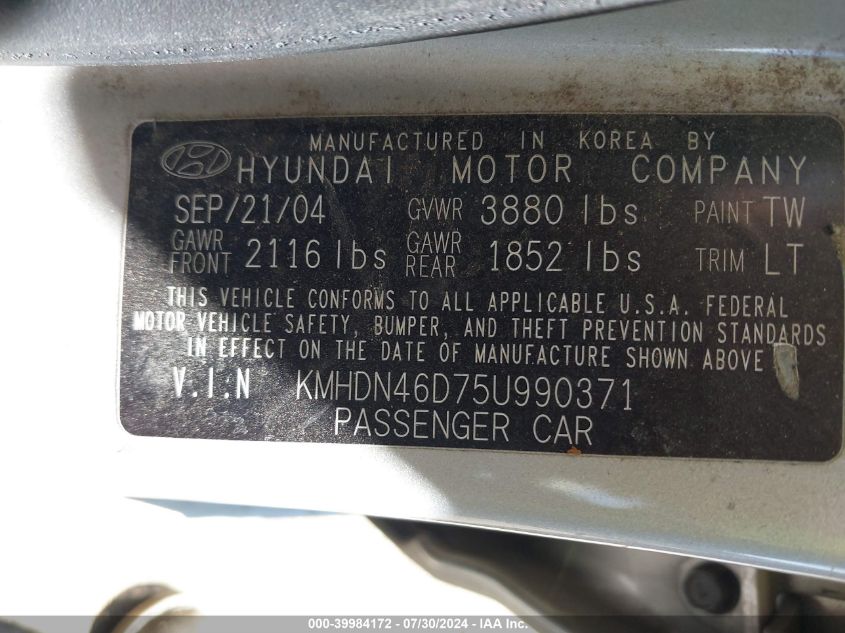 MANUFACTURED IN KOREA BY
HYUNDAI MOTOR COMPANY
SEP/21/04 GVWR 3880 lbs PAINT TW
GAWR FRONT 2116 lbs GAWR REAR 1852 lbs TRIM LT
THIS VEHICLE CONFORMS TO ALL APPLICABLE U.S.A. FEDERAL
MOTOR VEHICLE SAFETY, BUMPER, AND THEFT PREVENTION STANDARDS
IN EFFECT ON THE DATE OF MANUFACTURE SHOWN ABOVE
V.I.N KMHDN46D75U990371
PASSENGER CAR
000-39984172 - 07/30/2024 - IAA Inc.